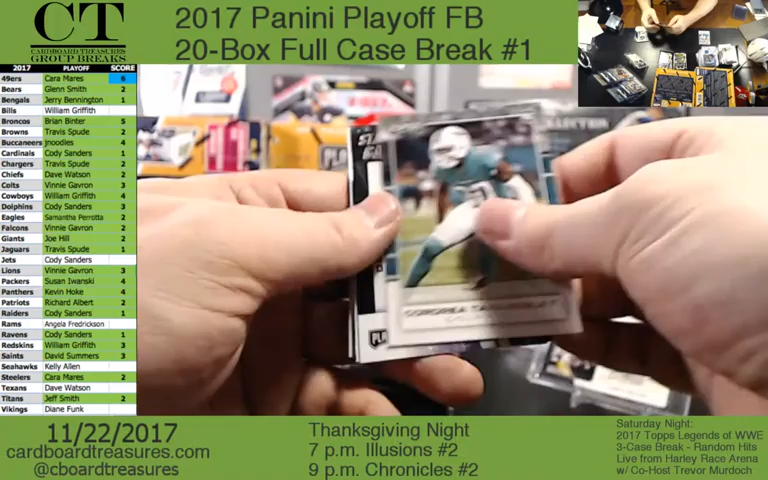 CT
CARDBOARD TREASURES
GROUP BREAKS
2017 Panini Playoff FB
20-Box Full Case Break #1
2017 PLAYOFF SCORE
49ers Cara Mares 6
Bears Glenn Smith 2
Bengals Jerry Bennington 1
Bills William Griffith
Broncos Brian Binter 5
Browns Travis Spude 2
Buccaneers jnoodies 4
Cardinals Cody Sanders 1
Chargers Travis Spude 2
Chiefs Dave Watson 2
Colts Vinnie Gavron 3
Cowboys William Griffith 4
Dolphins Cody Sanders 3
Eagles Samantha Perrotta 2
Falcons Vinnie Gavron 2
Giants Joe Hill 2
Jaguars Travis Spude 1
Jets Cody Sanders
Lions Vinnie Gavron 3
Packers Susan Iwanski 4
Panthers Kevin Hoke 4
Patriots Richard Albert 2
Raiders Cody Sanders 1
Rams Angela Fredrickson
Ravens Cody Sanders 1
Redskins William Griffith 3
Saints David Summers 3
Seahawks Kelly Allen
Steelers Cara Mares 2
Texans Dave Watson
Titans Jeff Smith 2
Vikings Diane Funk
11/22/2017
cardboardtreasures.com
@cboardtreasures
Thanksgiving Night
7 p.m. Illusions #2
9 p.m. Chronicles #2
Saturday Night:
2017 Topps Legends of WWE
3-Case Break - Random Hits
Live from Harley Race Arena
w/ Co-Host Trevor Murdoch